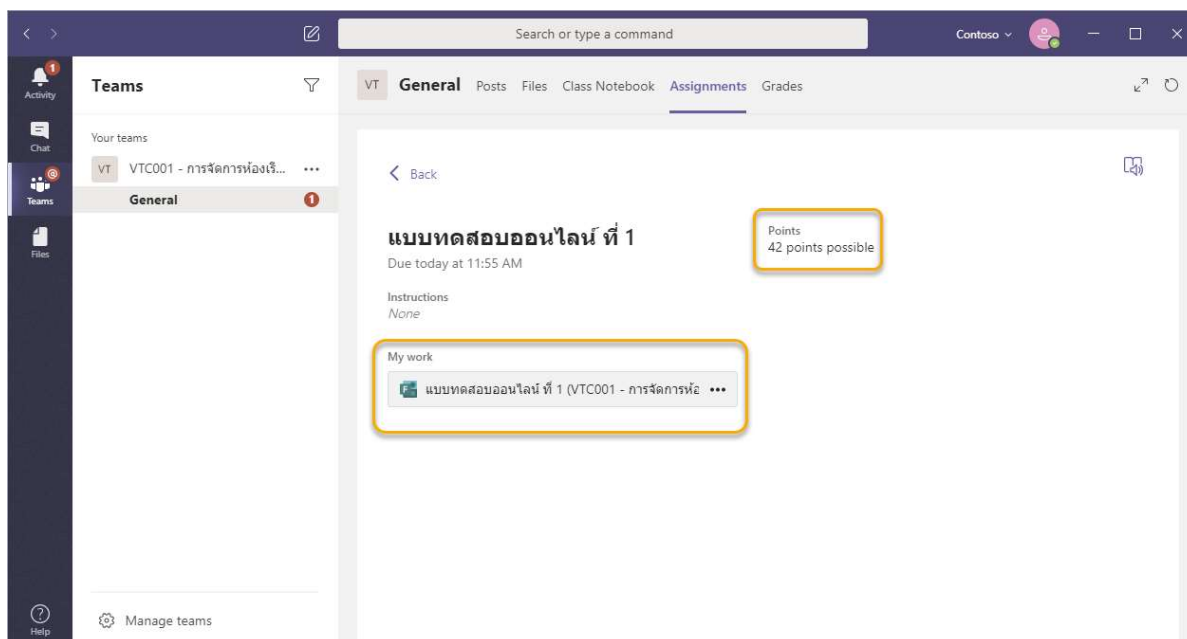 Search or type a command
Contoso
1
Activity
Chat
Teams
Files
Help
Teams
Your teams
VT VTC001 - การจัดการห้องเรี... ...
General 1
Manage teams
VT General Posts Files Class Notebook Assignments Grades
Back
แบบทดสอบออนไลน์ ที่ 1
Due today at 11:55 AM
Points
42 points possible
Instructions
None
My work
แบบทดสอบออนไลน์ ที่ 1 (VTC001 - การจัดการห้อ ...